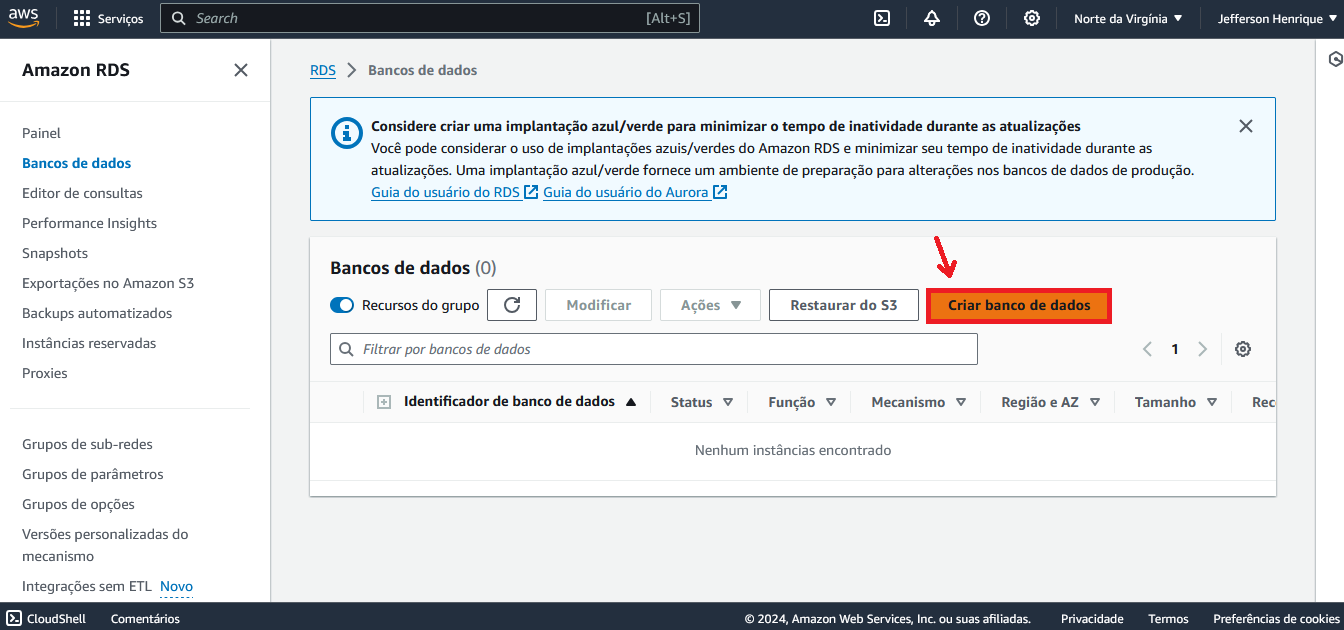 aws
Serviços
Search
[Alt+S]
Norte da Virgínia
Jefferson Henrique
Amazon RDS
Painel
Bancos de dados
Editor de consultas
Performance Insights
Snapshots
Exportações no Amazon S3
Backups automatizados
Instâncias reservadas
Proxies
Grupos de sub-redes
Grupos de parâmetros
Grupos de opções
Versões personalizadas do
mecanismo
Integrações sem ETL Novo
RDS > Bancos de dados
Considere criar uma implantação azul/verde para minimizar o tempo de inatividade durante as atualizações
Você pode considerar o uso de implantações azuis/verdes do Amazon RDS e minimizar seu tempo de inatividade durante as
atualizações. Uma implantação azul/verde fornece um ambiente de preparação para alterações nos bancos de dados de produção.
Guia do usuário do RDS Guia do usuário do Aurora
Bancos de dados (0)
Recursos do grupo
Modificar
Ações
Restaurar do S3
Criar banco de dados
Filtrar por bancos de dados
1
Identificador de banco de dados
Status
Função
Mecanismo
Região e AZ
Tamanho
Rec
Nenhum instâncias encontrado
CloudShell
Comentários
© 2024, Amazon Web Services, Inc. ou suas afiliadas.
Privacidade
Termos
Preferências de cookies